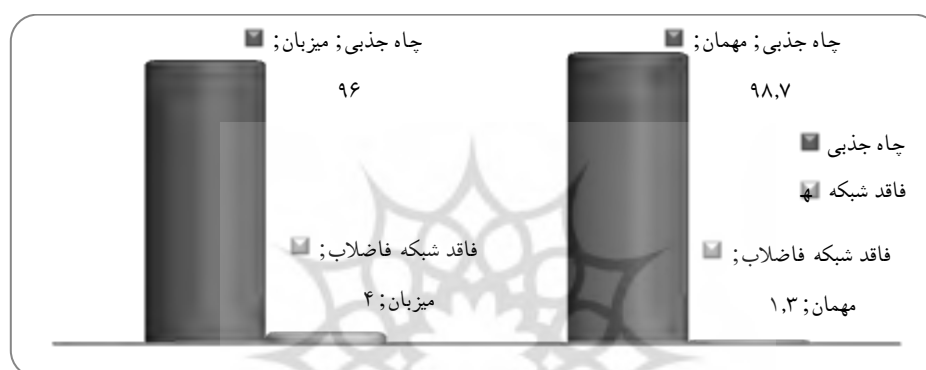 چاه جذبی; مهمان;
۹۸,۷
چاه جذبی; میزبان;
۹۶
چاه جذبی
فاقد شبکه
فاقد شبکه فاضلاب;
مهمان; ۱,۳
فاقد شبکه فاضلاب;
میزبان; ۴